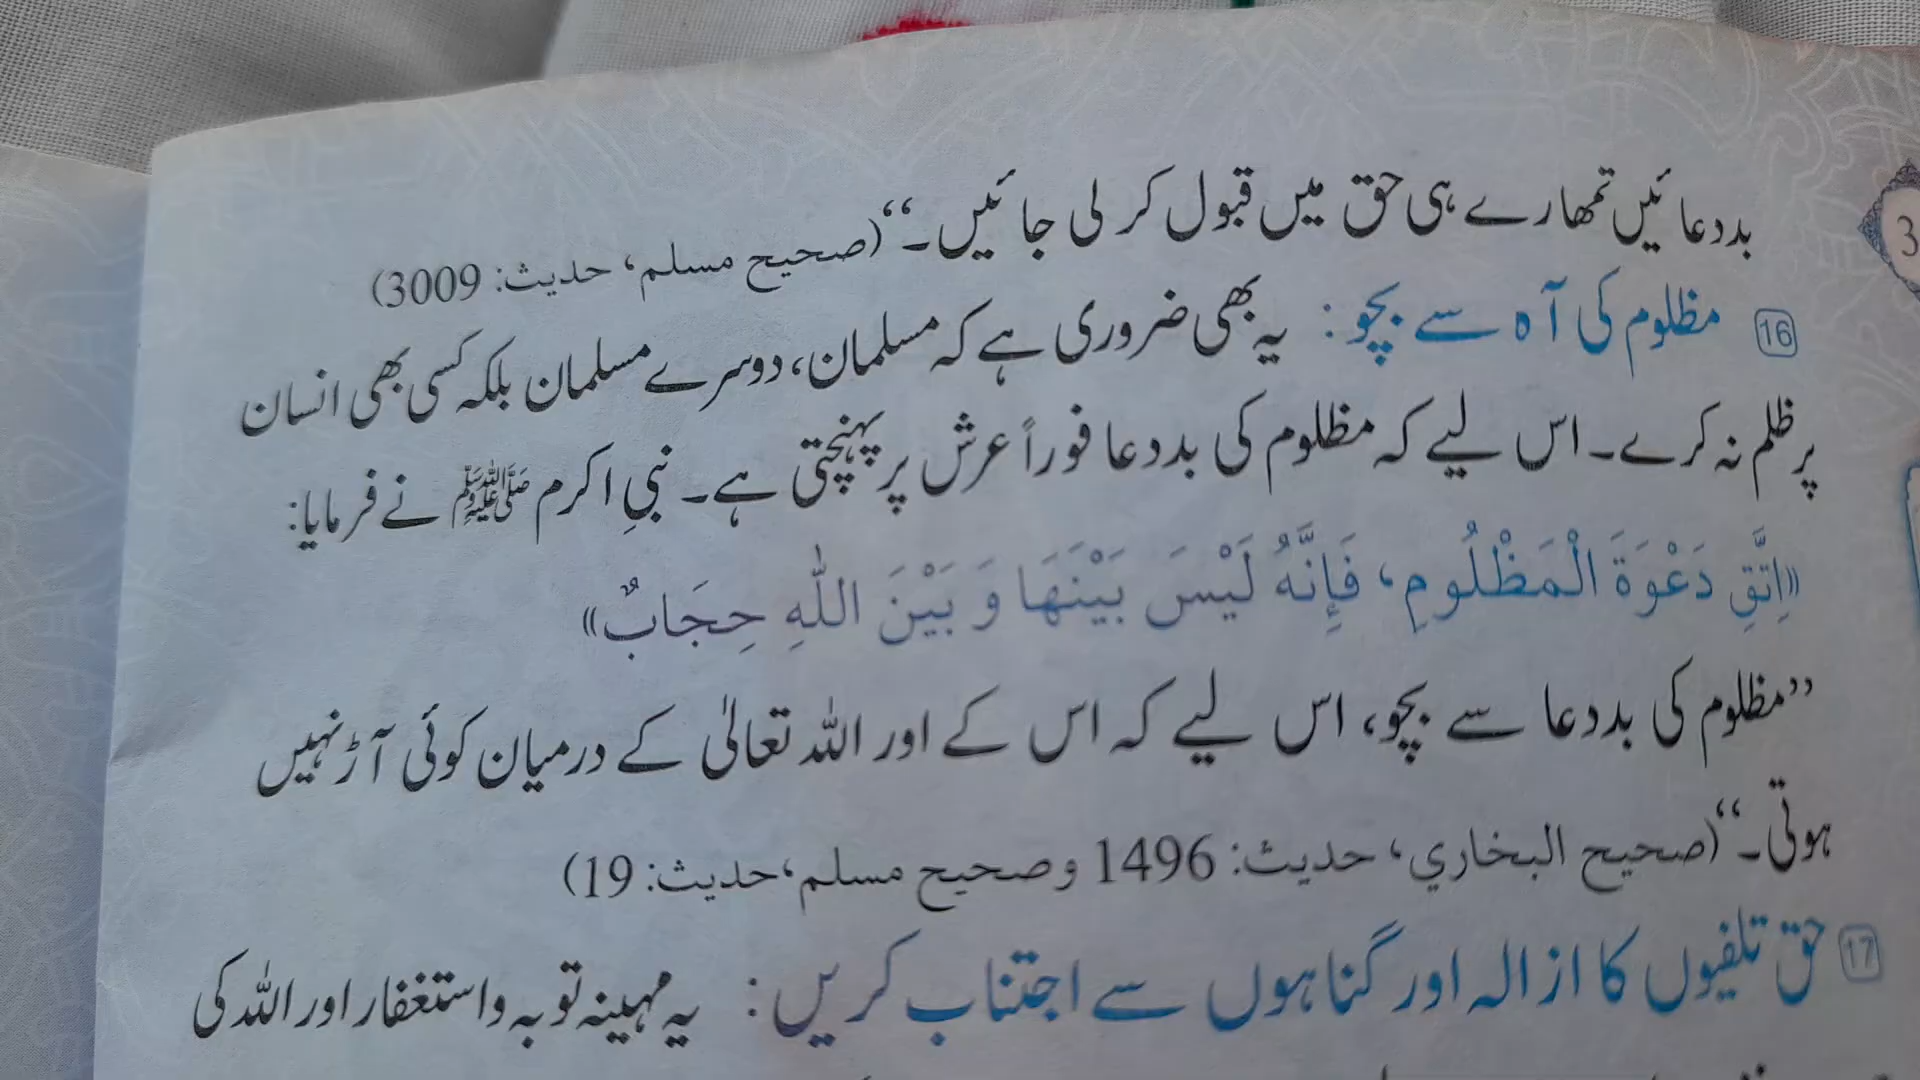 بددعائیں تمھارے ہی حق میں قبول کر لی جائیں۔“ (صحیح مسلم، حدیث: 3009)
3
16 مظلوم کی آہ سے بچو: یہ بھی ضروری ہے کہ مسلمان، دوسرے مسلمان بلکہ کسی بھی انسان
پر ظلم نہ کرے۔ اس لیے کہ مظلوم کی بددعا فوراً عرش پر پہنچتی ہے۔ نبیِ اکرم ﷺ نے فرمایا:
«اِتَّقِ دَعْوَةَ الْمَظْلُومِ، فَإِنَّهُ لَيْسَ بَيْنَهَا وَ بَيْنَ اللّٰهِ حِجَابٌ»
”مظلوم کی بددعا سے بچو، اس لیے کہ اس کے اور اللہ تعالیٰ کے درمیان کوئی آڑ نہیں
ہوتی۔“ (صحیح البخاري، حدیث: 1496 و صحیح مسلم، حدیث: 19)
17 حق تلفیوں کا ازالہ اور گناہوں سے اجتناب کریں: یہ مہینہ توبہ و استغفار اور اللہ کی